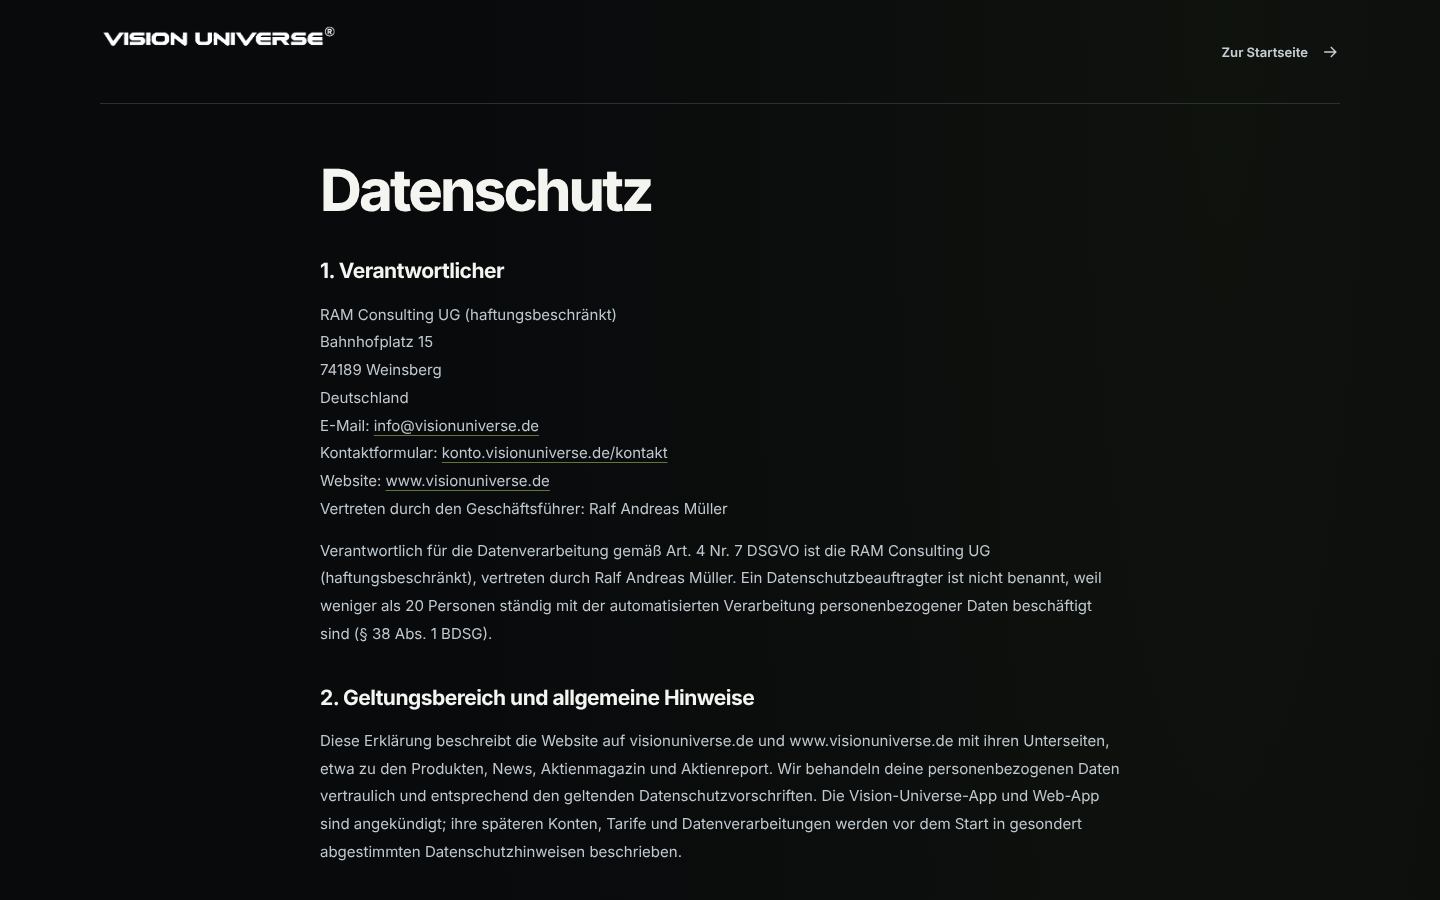 VISION UNIVERSE®
Zur Startseite →
Datenschutz
1. Verantwortlicher
RAM Consulting UG (haftungsbeschränkt)
Bahnhofplatz 15
74189 Weinsberg
Deutschland
E-Mail: info@visionuniverse.de
Kontaktformular: konto.visionuniverse.de/kontakt
Website: www.visionuniverse.de
Vertreten durch den Geschäftsführer: Ralf Andreas Müller
Verantwortlich für die Datenverarbeitung gemäß Art. 4 Nr. 7 DSGVO ist die RAM Consulting UG
(haftungsbeschränkt), vertreten durch Ralf Andreas Müller. Ein Datenschutzbeauftragter ist nicht benannt, weil
weniger als 20 Personen ständig mit der automatisierten Verarbeitung personenbezogener Daten beschäftigt
sind (§ 38 Abs. 1 BDSG).
2. Geltungsbereich und allgemeine Hinweise
Diese Erklärung beschreibt die Website auf visionuniverse.de und www.visionuniverse.de mit ihren Unterseiten,
etwa zu den Produkten, News, Aktienmagazin und Aktienreport. Wir behandeln deine personenbezogenen Daten
vertraulich und entsprechend den geltenden Datenschutzvorschriften. Die Vision-Universe-App und Web-App
sind angekündigt; ihre späteren Konten, Tarife und Datenverarbeitungen werden vor dem Start in gesondert
abgestimmten Datenschutzhinweisen beschrieben.